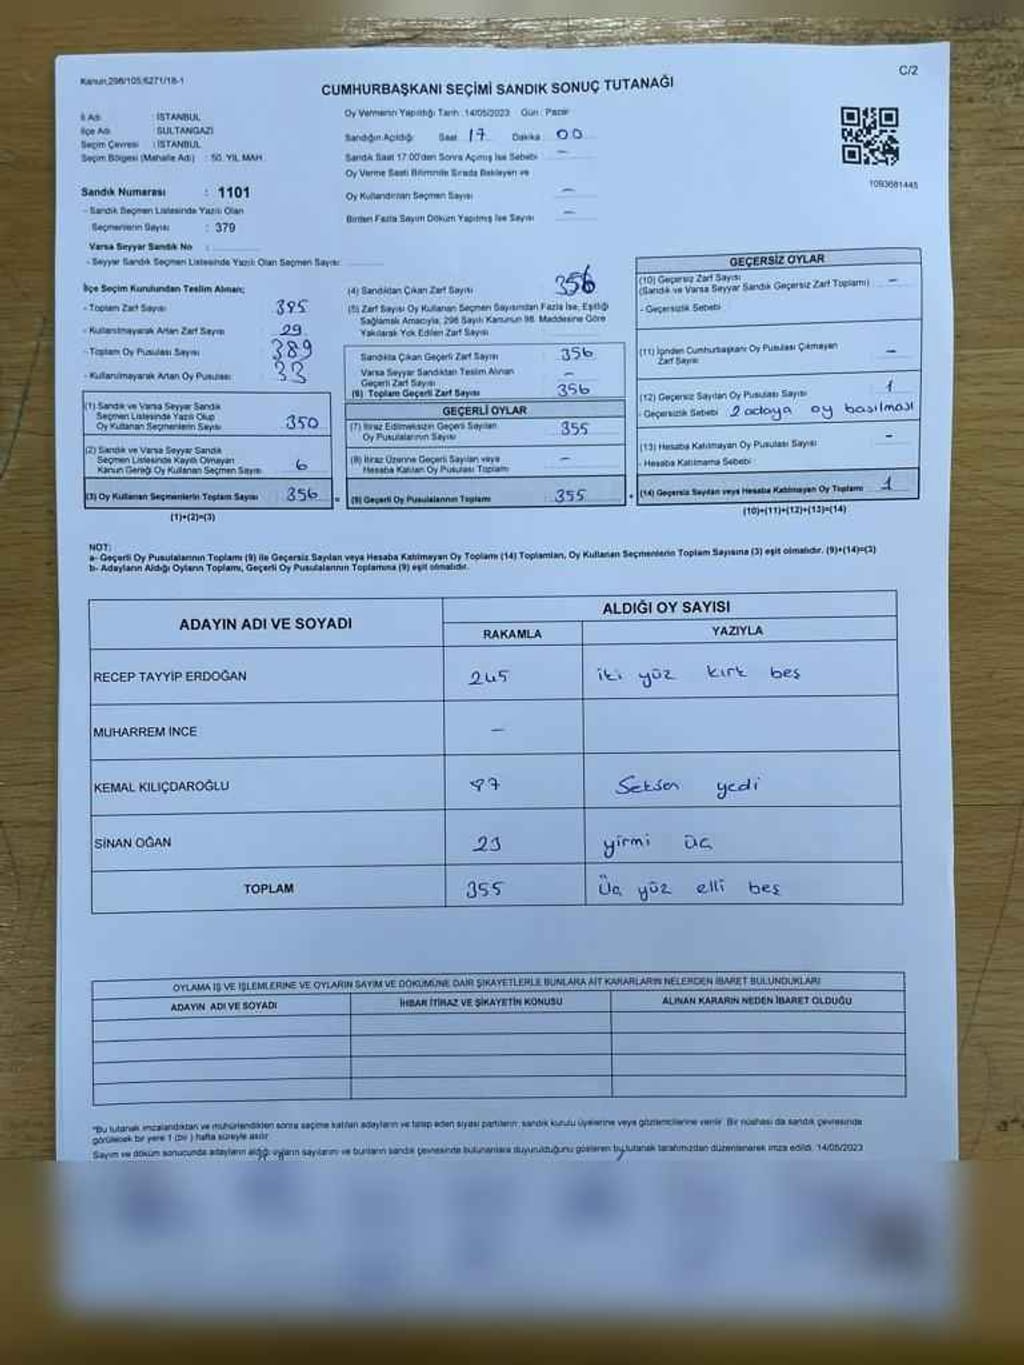 Kanun.298/105;6271/18-1
C/2
CUMHURBAŞKANI SEÇİMİ SANDIK SONUÇ TUTANAĞI
İl Adı : İSTANBUL
İlçe Adı : SULTANGAZİ
Seçim Çevresi : İSTANBUL
Seçim Bölgesi (Mahalle Adı) : 50. YIL MAH.
Oy Vermenin Yapıldığı Tarih :14/05/2023 Gün : Pazar
Sandığın Açıldığı Saat 17 Dakika 00
Sandık Saat 17:00'den Sonra Açımış İse Sebebi —
Oy Verme Saati Bitiminde Sırada Bekleyen ve
Oy Kullandırılan Seçmen Sayısı —
Birden Fazla Sayım Döküm Yapılmış İse Sayısı —
1093681445
Sandık Numarası : 1101
- Sandık Seçmen Listesinde Yazılı Olan
Seçmenlerin Sayısı : 379
Varsa Seyyar Sandık No :
- Seyyar Sandık Seçmen Listesinde Yazılı Olan Seçmen Sayısı:
İlçe Seçim Kurulundan Teslim Alınan;
- Toplam Zarf Sayısı 385
- Kullanılmayarak Artan Zarf Sayısı 29
- Toplam Oy Pusulası Sayısı 389
- Kullanılmayarak Artan Oy Pusulası: 33
(1) Sandık ve Varsa Seyyar Sandık
Seçmen Listesinde Yazılı Olup
Oy Kullanan Seçmenlerin Sayısı 350
(2) Sandık ve Varsa Seyyar Sandık
Seçmen Listesinde Kayıtlı Olmayan
Kanun Gereği Oy Kullanan Seçmen Sayısı 6
(3) Oy Kullanan Seçmenlerin Toplam Sayısı 356 =
(1)+(2)=(3)
(4) Sandıktan Çıkan Zarf Sayısı 356
(5) Zarf Sayısı Oy Kullanan Seçmen Sayısından Fazla İse, Eşitliği
Sağlamak Amacıyla, 298 Sayılı Kanunun 98. Maddesine Göre
Yakılarak Yok Edilen Zarf Sayısı
Sandıkta Çıkan Geçerli Zarf Sayısı 356
Varsa Seyyar Sandıktan Teslim Alınan
Geçerli Zarf Sayısı —
(6) Toplam Geçerli Zarf Sayısı 356
GEÇERLİ OYLAR
(7) İtiraz Edilmeksizin Geçerli Sayılan
Oy Pusulalarının Sayısı 355
(8) İtiraz Üzerine Geçerli Sayılan veya
Hesaba Katılan Oy Pusulası Toplamı —
(9) Geçerli Oy Pusulalarının Toplamı 355 +
GEÇERSİZ OYLAR
(10) Geçersiz Zarf Sayısı
(Sandık ve Varsa Seyyar Sandık Geçersiz Zarf Toplamı) —
- Geçersizlik Sebebi
(11) İçinden Cumhurbaşkanı Oy Pusulası Çıkmayan
Zarf Sayısı —
(12) Geçersiz Sayılan Oy Pusulası Sayısı 1
- Geçersizlik Sebebi 2 adaya oy basılması
(13) Hesaba Katılmayan Oy Pusulası Sayısı —
- Hesaba Katılmama Sebebi
(14) Geçersiz Sayılan veya Hesaba Katılmayan Oy Toplamı 1
(10)+(11)+(12)+(13)=(14)
NOT:
a- Geçerli Oy Pusulalarının Toplamı (9) ile Geçersiz Sayılan veya Hesaba Katılmayan Oy Toplamı (14) Toplamları, Oy Kullanan Seçmenlerin Toplam Sayısına (3) eşit olmalıdır. (9)+(14)=(3)
b- Adayların Aldığı Oyların Toplamı, Geçerli Oy Pusulalarının Toplamına (9) eşit olmalıdır.
ADAYIN ADI VE SOYADI
ALDIĞI OY SAYISI
RAKAMLA YAZIYLA
RECEP TAYYİP ERDOĞAN 245 iki yüz kırk beş
MUHARREM İNCE —
KEMAL KILIÇDAROĞLU 87 Seksen yedi
SİNAN OĞAN 23 yirmi üç
TOPLAM 355 Üç yüz elli beş
OYLAMA İŞ VE İŞLEMLERİNE VE OYLARIN SAYIM VE DÖKÜMÜNE DAİR ŞİKAYETLERLE BUNLARA AİT KARARLARIN NELERDEN İBARET BULUNDUKLARI
ADAYIN ADI VE SOYADI İHBAR İTİRAZ VE ŞİKAYETİN KONUSU ALINAN KARARIN NEDEN İBARET OLDUĞU
*Bu tutanak imzalandıktan ve mühürlendikten sonra seçime katılan adayların ve talep eden siyasi partilerin, sandık kurulu üyelerine veya gözlemcilerine verilir. Bir nüshası da sandık çevresinde
görülecek bir yere 1 (bir) hafta süreyle asılır
Sayım ve döküm sonucunda adayların aldığı oyların sayılarını ve bunların sandık çevresinde bulunanlara duyurulduğunu gösteren bu tutanak tarafımızdan düzenlenerek imza edildi. 14/05/2023